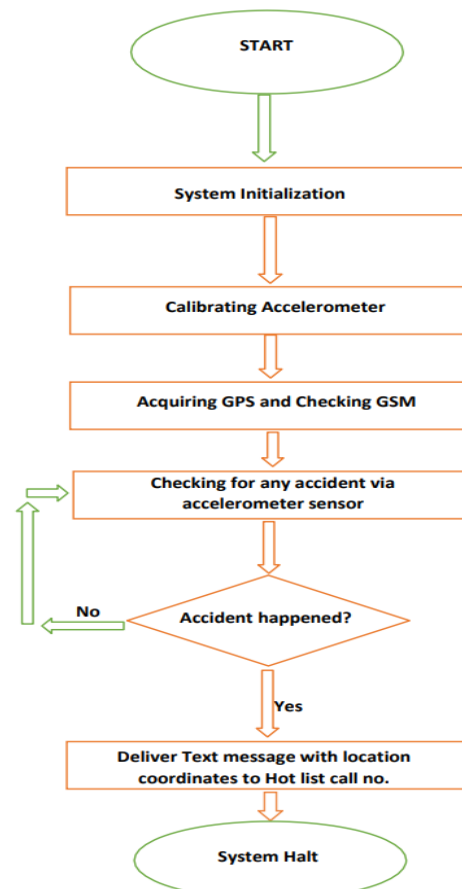 START
System Initialization
Calibrating Accelerometer
Acquiring GPS and Checking GSM
Checking for any accident via
accelerometer sensor
Accident happened?
No
Yes
Deliver Text message with location
coordinates to Hot list call no.
System Halt